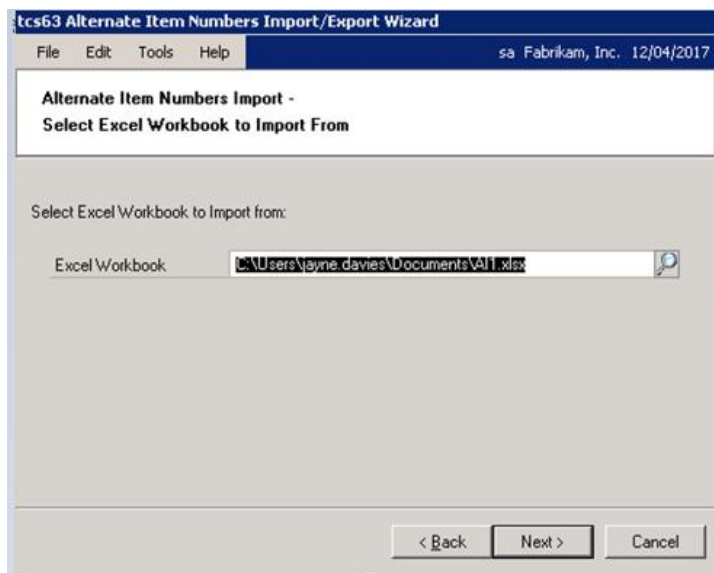 tcs63 Alternate Item Numbers Import/Export Wizard
File Edit Tools Help sa Fabrikam, Inc. 12/04/2017
Alternate Item Numbers Import -
Select Excel Workbook to Import From
Select Excel Workbook to Import from:
Excel Workbook C:\Users\jayne.davies\Documents\AI1.xlsx
< Back Next > Cancel